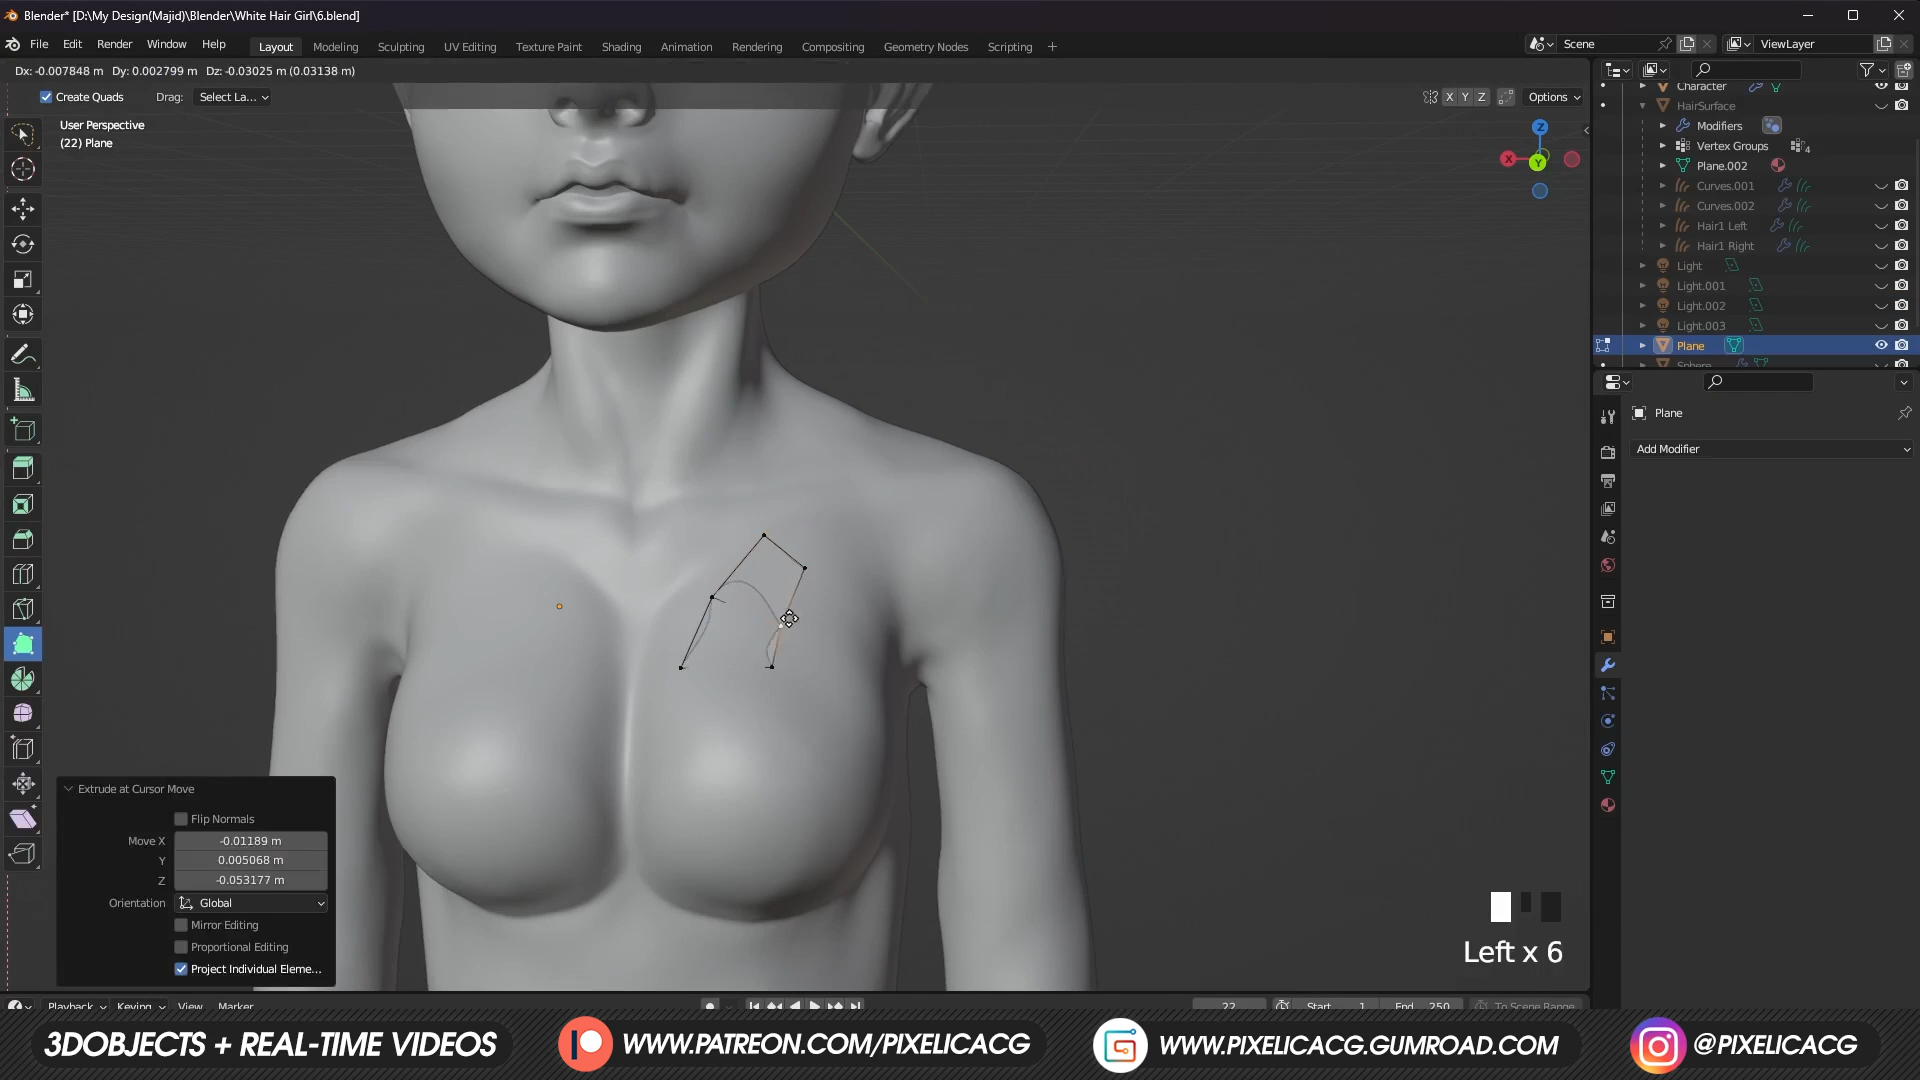 Blender* [D:\My Design(Majid)\Blender\White Hair Girl\6.blend]
File Edit Render Window Help Layout Modeling Sculpting UV Editing Texture Paint Shading Animation Rendering Compositing Geometry Nodes Scripting + Scene ViewLayer
Dx: -0.007848 m Dy: 0.002799 m Dz: -0.03025 m (0.03138 m)
Create Quads Drag: Select La... X Y Z Options
User Perspective
(22) Plane
Z
X
Y
Character
HairSurface
Modifiers
Vertex Groups 4
Plane.002
Curves.001
Curves.002
Hair1 Left
Hair1 Right
Light
Light.001
Light.002
Light.003
Plane
Sphere
Plane
Add Modifier
Extrude at Cursor Move
Flip Normals
Move X -0.01189 m
Y 0.005068 m
Z -0.053177 m
Orientation Global
Mirror Editing
Proportional Editing
Project Individual Eleme...
Left x 6
Playback Keying View Marker 22 Start 1 End 250 To Scene Range
3DOBJECTS + REAL-TIME VIDEOS WWW.PATREON.COM/PIXELICACG WWW.PIXELICACG.GUMROAD.COM @PIXELICACG